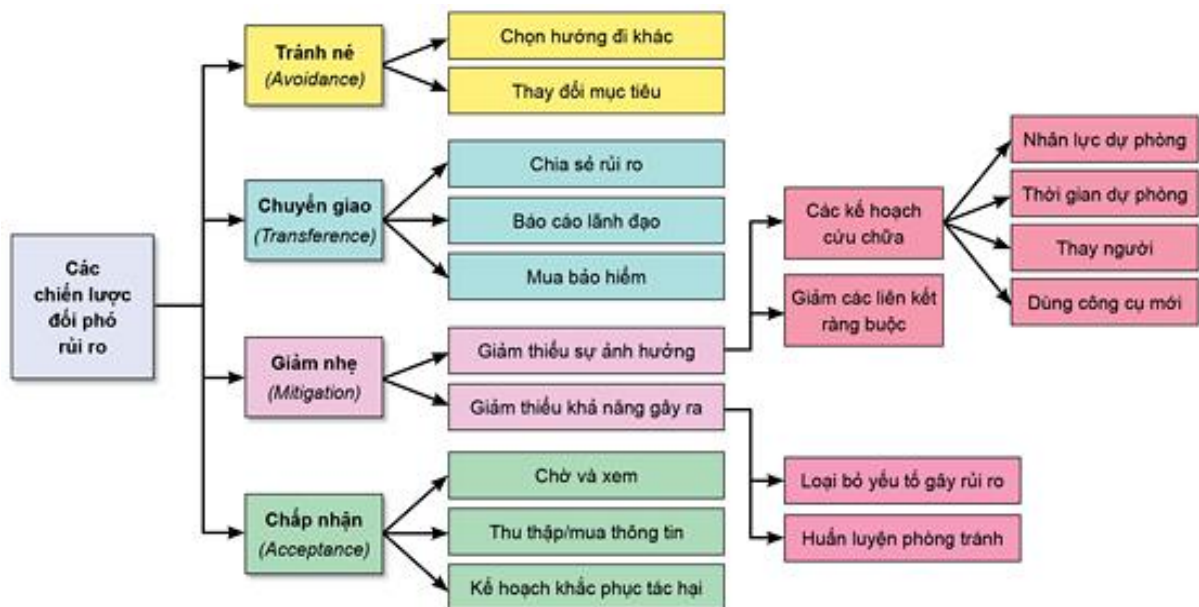 Các
chiến lược
đối phó
rủi ro
Tránh né
(Avoidance)
Chọn hướng đi khác
Thay đổi mục tiêu
Chuyển giao
(Transference)
Chia sẻ rủi ro
Báo cáo lãnh đạo
Mua bảo hiểm
Giảm nhẹ
(Mitigation)
Giảm thiểu sự ảnh hưởng
Giảm thiểu khả năng gây ra
Các kế hoạch
cứu chữa
Giảm các liên kết
ràng buộc
Nhân lực dự phòng
Thời gian dự phòng
Thay người
Dùng công cụ mới
Loại bỏ yếu tố gây rủi ro
Huấn luyện phòng tránh
Chấp nhận
(Acceptance)
Chờ và xem
Thu thập/mua thông tin
Kế hoạch khắc phục tác hại